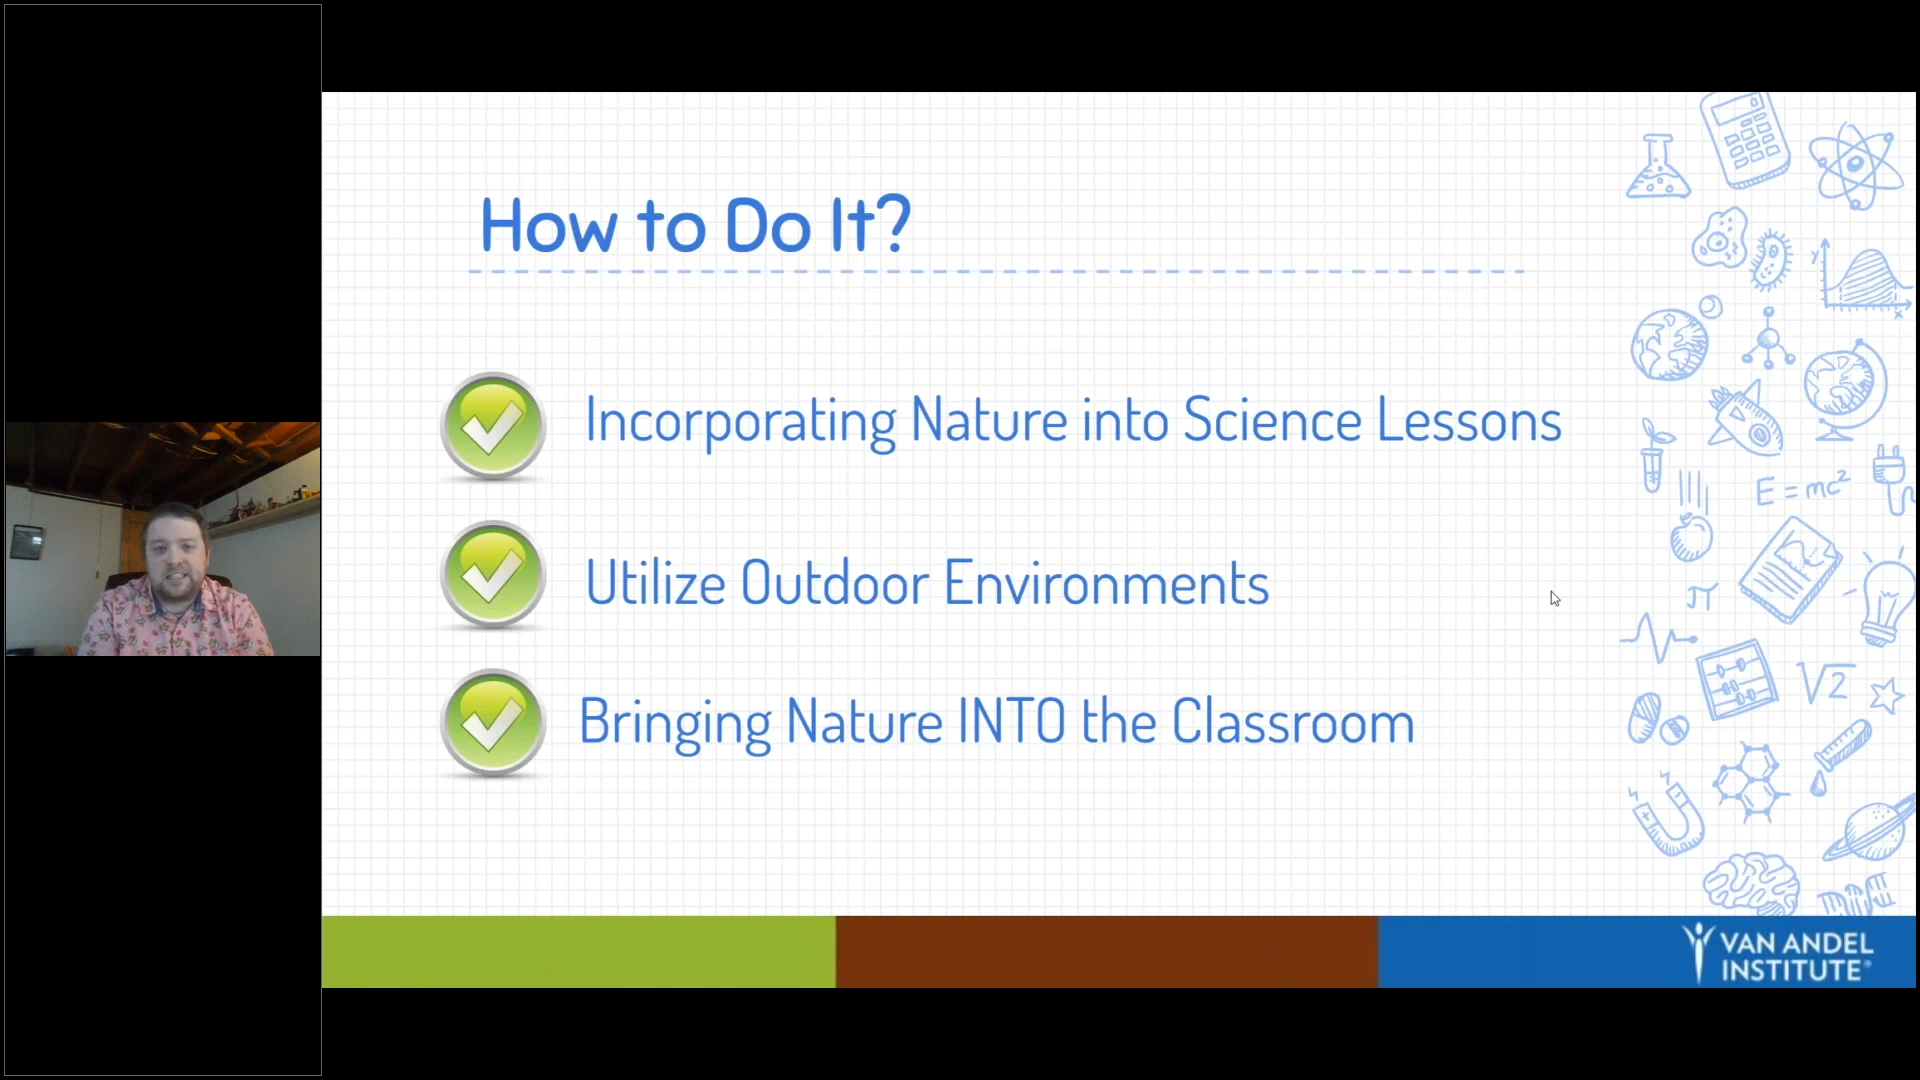 How to Do It?
Incorporating Nature into Science Lessons
Utilize Outdoor Environments
Bringing Nature INTO the Classroom
y
x
E = mc²
π
√2
VAN ANDEL
INSTITUTE®